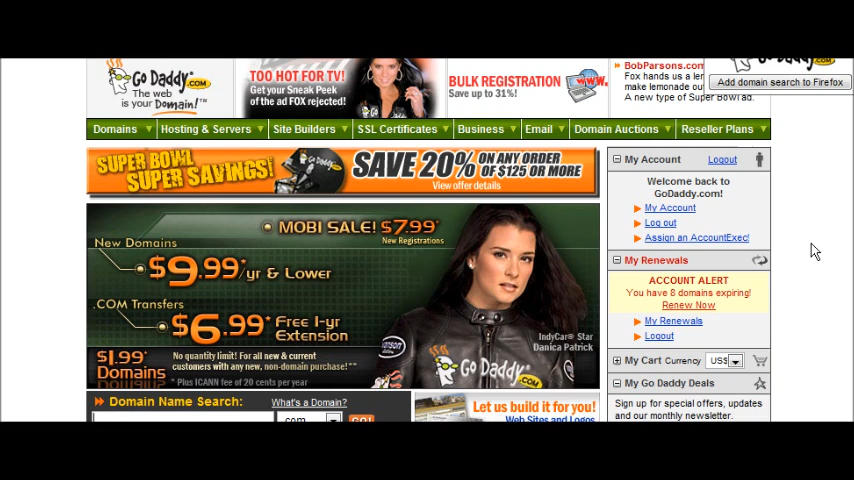 Go Daddy.COM
The web
is your Domain!™
TOO HOT FOR TV!
Get your Sneak Peek
of the ad FOX rejected!
BULK REGISTRATION
Save up to 31%!
www.
BobParsons.com
Fox hands us a ler
make lemonade ou
A new type of Super Bowl ad.
Add domain search to Firefox
Domains
Hosting & Servers
Site Builders
SSL Certificates
Business
Email
Domain Auctions
Reseller Plans
SUPER BOWL
SUPER SAVINGS!
SAVE 20% ON ANY ORDER
OF $125 OR MORE
View offer details
MOBI SALE! $7.99*
New Registrations
New Domains
$9.99*/yr & Lower
.COM Transfers
$6.99* Free 1-yr
Extension
IndyCar® Star
Danica Patrick
Go Daddy.COM
$1.99*
Domains
No quantity limit! For all new & current
customers with any new, non-domain purchase!**
* Plus ICANN fee of 20 cents per year
Domain Name Search:
What's a Domain?
.com
GO!
Let us build it for you!
Web Sites and Logos
My Account
Logout
Welcome back to
GoDaddy.com!
My Account
Log out
Assign an AccountExec!
My Renewals
ACCOUNT ALERT
You have 8 domains expiring!
Renew Now
My Renewals
Logout
My Cart
Currency
US$
My Go Daddy Deals
Sign up for special offers, updates
and our monthly newsletter.